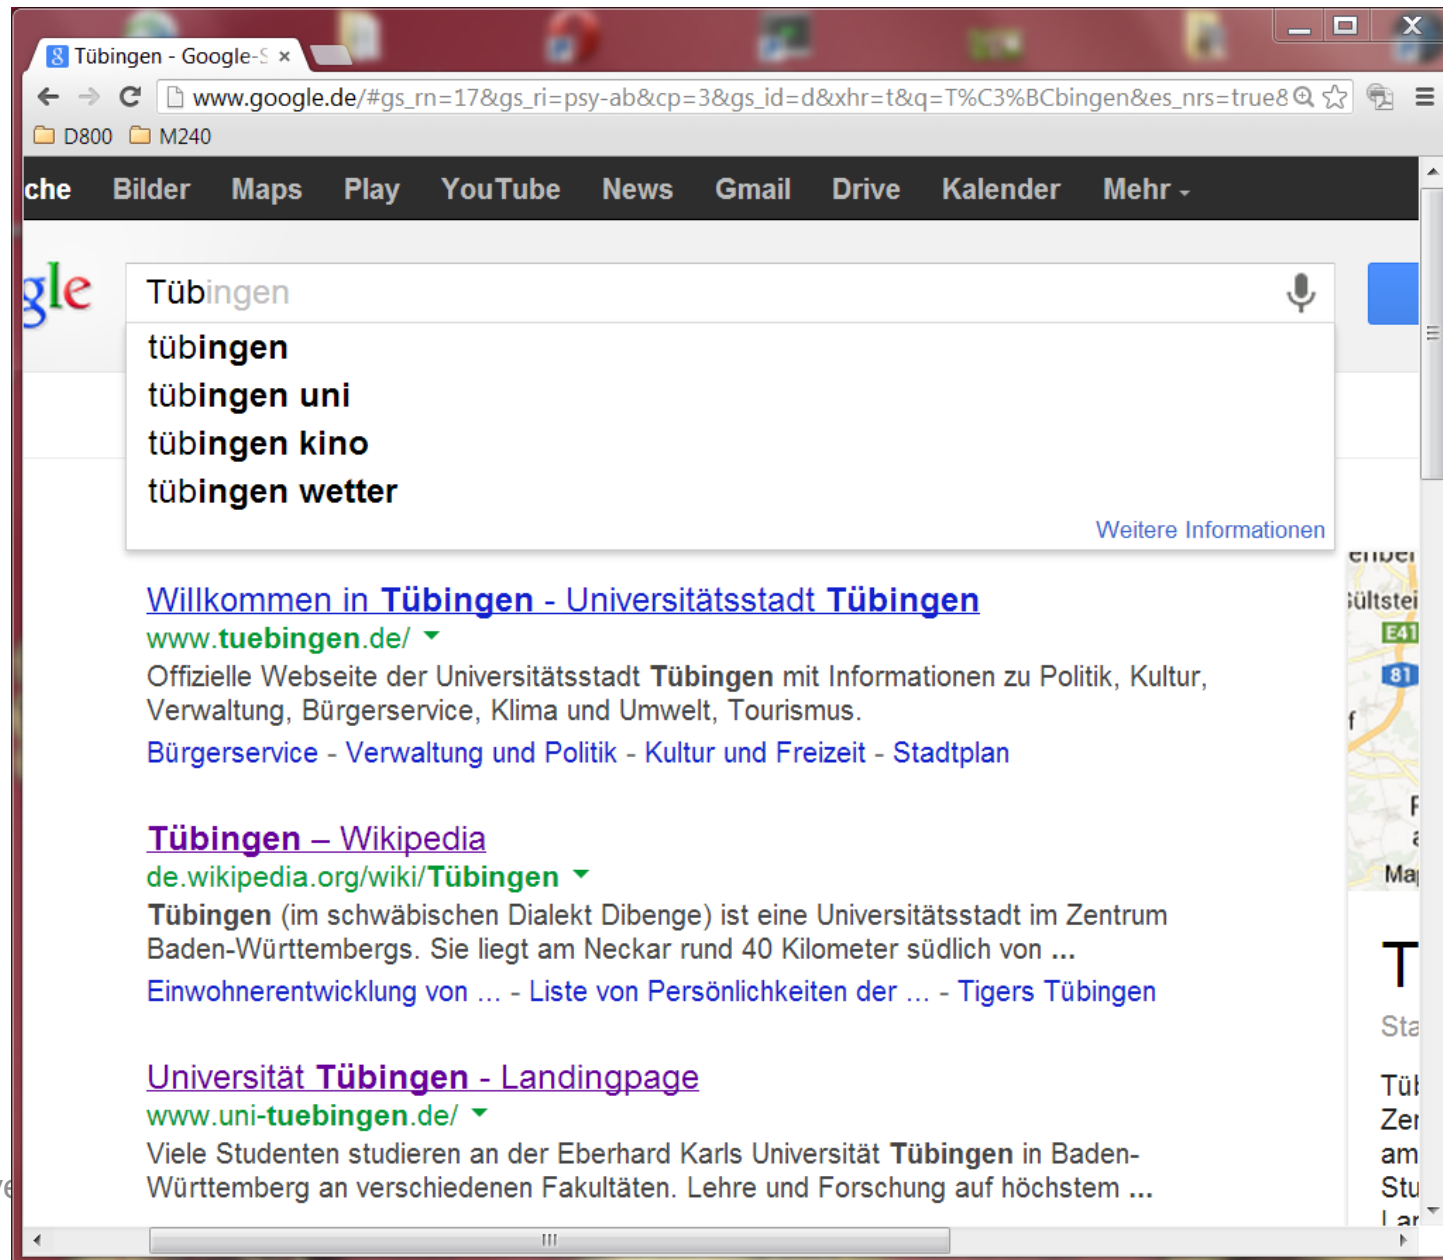 Tübingen - Google-S
www.google.de/#gs_rn=17&gs_ri=psy-ab&cp=3&gs_id=d&xhr=t&q=T%C3%BCbingen&es_nrs=true8
D800 M240
che Bilder Maps Play YouTube News Gmail Drive Kalender Mehr
gle Tübingen
tübingen
tübingen uni
tübingen kino
tübingen wetter
Weitere Informationen
Willkommen in Tübingen - Universitätsstadt Tübingen
www.tuebingen.de/
Offizielle Webseite der Universitätsstadt Tübingen mit Informationen zu Politik, Kultur,
Verwaltung, Bürgerservice, Klima und Umwelt, Tourismus.
Bürgerservice - Verwaltung und Politik - Kultur und Freizeit - Stadtplan
Tübingen – Wikipedia
de.wikipedia.org/wiki/Tübingen
Tübingen (im schwäbischen Dialekt Dibenge) ist eine Universitätsstadt im Zentrum
Baden-Württembergs. Sie liegt am Neckar rund 40 Kilometer südlich von ...
Einwohnerentwicklung von ... - Liste von Persönlichkeiten der ... - Tigers Tübingen
Universität Tübingen - Landingpage
www.uni-tuebingen.de/
Viele Studenten studieren an der Eberhard Karls Universität Tübingen in Baden-
Württemberg an verschiedenen Fakultäten. Lehre und Forschung auf höchstem ...
ültstei
E41
81
f
Ma
T
Sta
Tüb
Zer
am
Stu